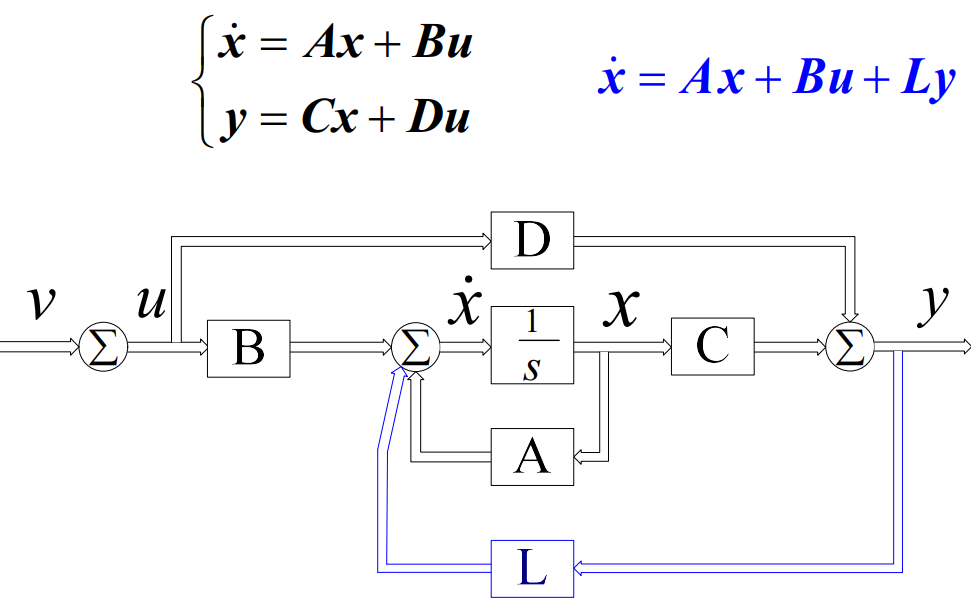 ẋ = Ax + Bu
y = Cx + Du
ẋ = Ax + Bu + Ly
D
v
u
ẋ
x
y
Σ
B
Σ
1/s
C
Σ
A
L